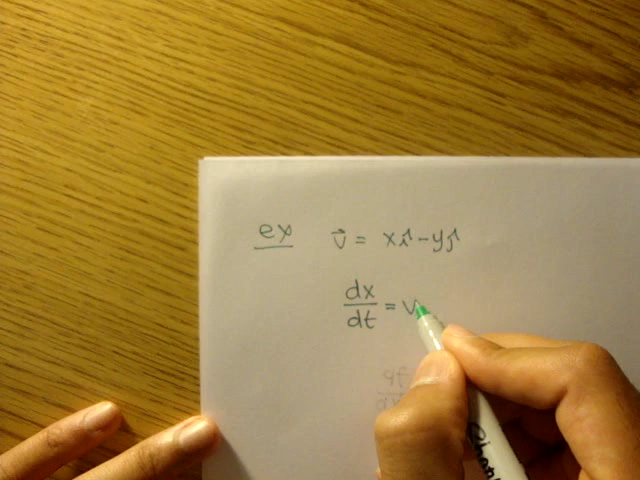 ex v⃗ = xî - yĵ
dx/dt = v